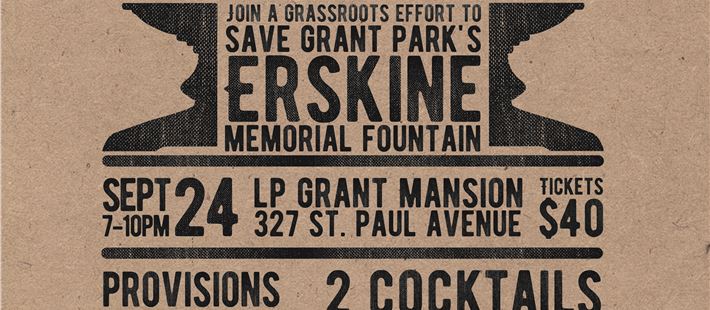 JOIN A GRASSROOTS EFFORT TO
SAVE GRANT PARK'S
ERSKINE
MEMORIAL FOUNTAIN
SEPT 24
7-10PM
LP GRANT MANSION
327 ST. PAUL AVENUE
TICKETS
$40
PROVISIONS
2 COCKTAILS